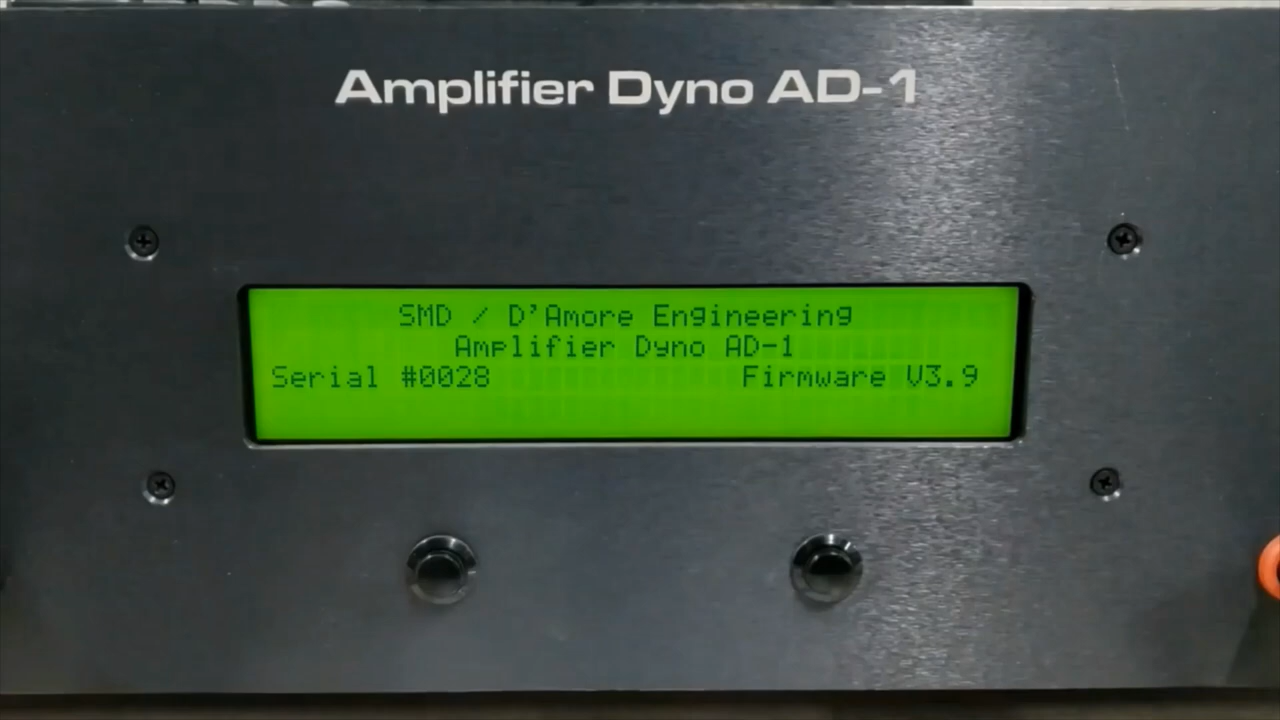 Amplifier Dyno AD-1
SMD / D'Amore Engineering
Amplifier Dyno AD-1
Serial #0028 Firmware V3.9